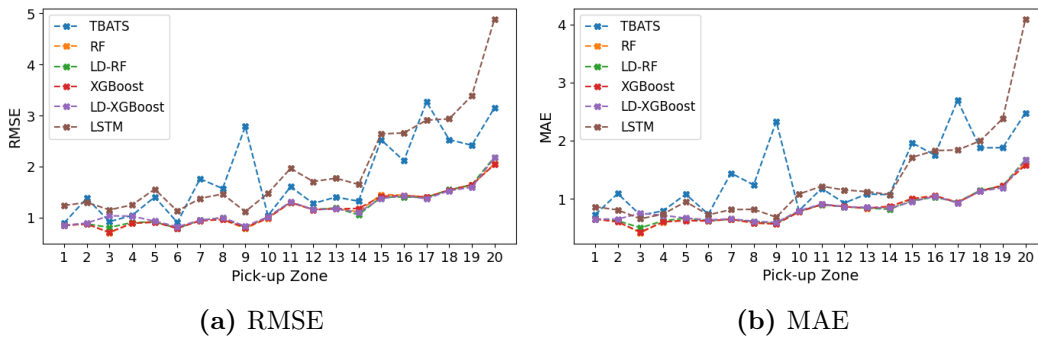 5
4
3
2
1
RMSE
TBATS
RF
LD-RF
XGBoost
LD-XGBoost
LSTM
1 2 3 4 5 6 7 8 9 10 11 12 13 14 15 16 17 18 19 20
Pick-up Zone
(a) RMSE
4
3
2
1
MAE
TBATS
RF
LD-RF
XGBoost
LD-XGBoost
LSTM
1 2 3 4 5 6 7 8 9 10 11 12 13 14 15 16 17 18 19 20
Pick-up Zone
(b) MAE